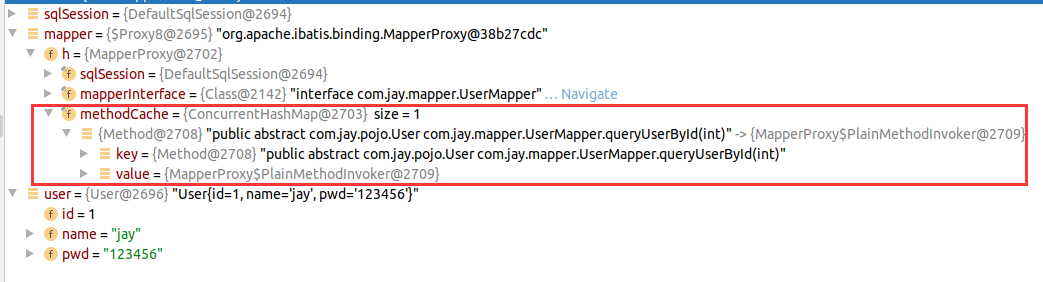 sqlSession = {DefaultSqlSession@2694}
mapper = {$Proxy8@2695} "org.apache.ibatis.binding.MapperProxy@38b27cdc"
f h = {MapperProxy@2702}
f sqlSession = {DefaultSqlSession@2694}
f mapperInterface = {Class@2142} "interface com.jay.mapper.UserMapper" ... Navigate
f methodCache = {ConcurrentHashMap@2703} size = 1
{Method@2708} "public abstract com.jay.pojo.User com.jay.mapper.UserMapper.queryUserById(int)" -> {MapperProxy$PlainMethodInvoker@2709}
key = {Method@2708} "public abstract com.jay.pojo.User com.jay.mapper.UserMapper.queryUserById(int)"
value = {MapperProxy$PlainMethodInvoker@2709}
user = {User@2696} "User{id=1, name='jay', pwd='123456'}"
f id = 1
f name = "jay"
f pwd = "123456"